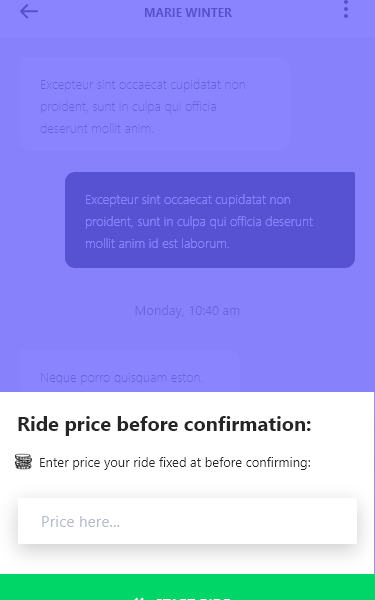 MARIE WINTER
Excepteur sint occaecat cupidatat non
proident, sunt in culpa qui officia
deserunt mollit anim.
Excepteur sint occaecat cupidatat non
proident, sunt in culpa qui officia deserunt
mollit anim id est laborum.
Monday, 10:40 am
Neque porro quisquam eston.
Ride price before confirmation:
Enter price your ride fixed at before confirming:
Price here...